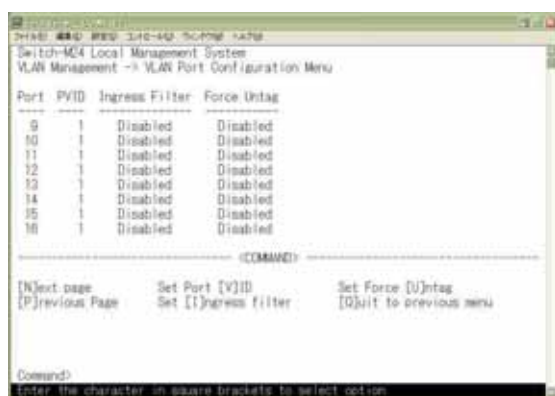 Switch-M24 Local Management System
VLAN Management -> VLAN Port Configuration Menu
Port PVID Ingress Filter Force Untag
---- ---- -------------- -----------
9 1 Disabled Disabled
10 1 Disabled Disabled
11 1 Disabled Disabled
12 1 Disabled Disabled
13 1 Disabled Disabled
14 1 Disabled Disabled
15 1 Disabled Disabled
16 1 Disabled Disabled
<COMMAND>
[N]ext page Set Port [V]ID Set Force [U]ntag
[P]revious Page Set [I]ngress filter [Q]uit to previous menu
Command>
Enter the character in square brackets to select option